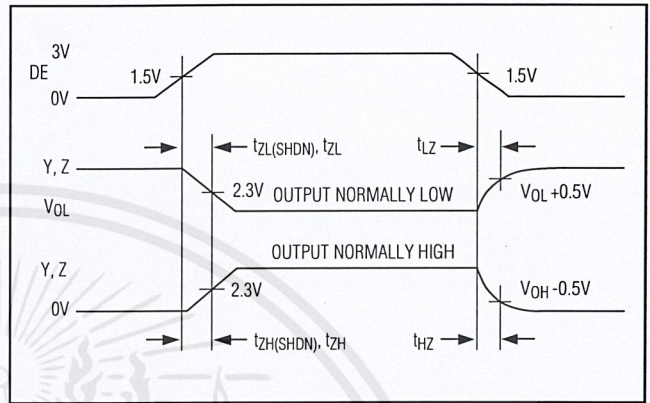 3V
DE
1.5V
1.5V
0V
tZL(SHDN), tZL
tLZ
Y, Z
2.3V
OUTPUT NORMALLY LOW
VOL +0.5V
VOL
OUTPUT NORMALLY HIGH
Y, Z
2.3V
VOH -0.5V
0V
tZH(SHDN), tZH
tHZ